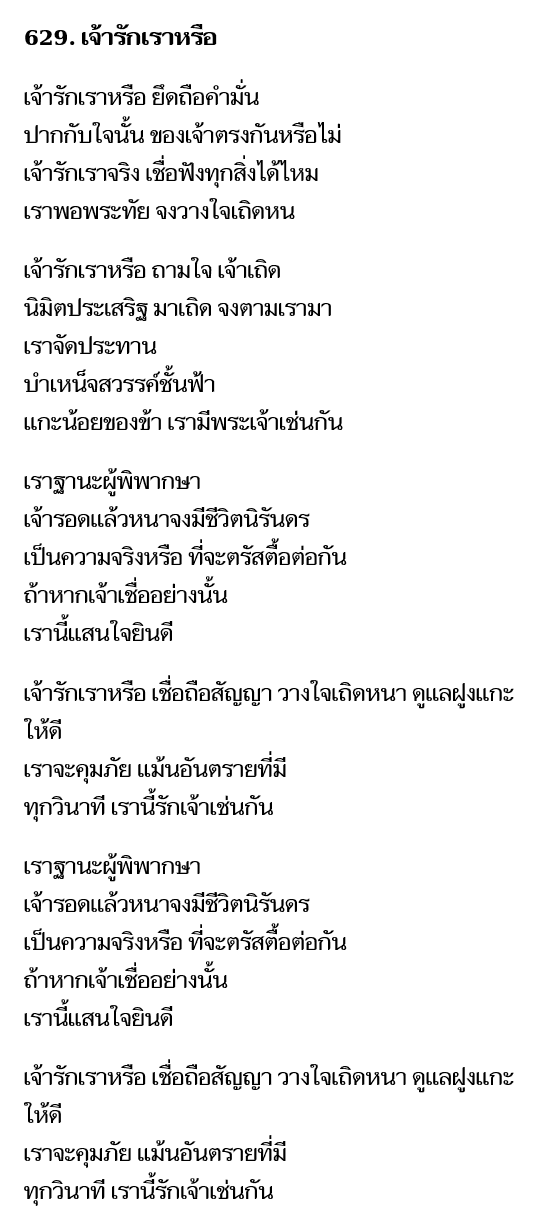 629. เจ้ารักเราหรือ
เจ้ารักเราหรือ ยึดถือคำมั่น
ปากกับใจนั้น ของเจ้าตรงกันหรือไม่
เจ้ารักเราจริง เชื่อฟังทุกสิ่งได้ไหม
เราพอพระทัย จงวางใจเถิดหน
เจ้ารักเราหรือ ถามใจ เจ้าเถิด
นิมิตประเสริฐ มาเถิด จงตามเรามา
เราจัดประทาน
บำเหน็จสวรรค์ชั้นฟ้า
แกะน้อยของข้า เรามีพระเจ้าเช่นกัน
เราฐานะผู้พิพากษา
เจ้ารอดแล้วหนาจงมีชีวิตนิรันดร
เป็นความจริงหรือ ที่จะตรัสตื้อต่อกัน
ถ้าหากเจ้าเชื่ออย่างนั้น
เรานี้แสนใจยินดี
เจ้ารักเราหรือ เชื่อถือสัญญา วางใจเถิดหนา ดูแลฝูงแกะ
ให้ดี
เราจะคุมภัย แม้นอันตรายที่มี
ทุกวินาที เรานี้รักเจ้าเช่นกัน
เราฐานะผู้พิพากษา
เจ้ารอดแล้วหนาจงมีชีวิตนิรันดร
เป็นความจริงหรือ ที่จะตรัสตื้อต่อกัน
ถ้าหากเจ้าเชื่ออย่างนั้น
เรานี้แสนใจยินดี
เจ้ารักเราหรือ เชื่อถือสัญญา วางใจเถิดหนา ดูแลฝูงแกะ
ให้ดี
เราจะคุมภัย แม้นอันตรายที่มี
ทุกวินาที เรานี้รักเจ้าเช่นกัน